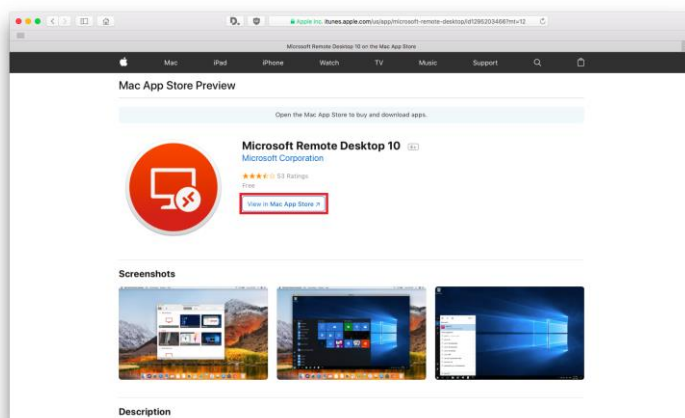 Apple Inc. itunes.apple.com/us/app/microsoft-remote-desktop/id1295203466?mt=12
Microsoft Remote Desktop 10 on the Mac App Store
Mac iPad iPhone Watch TV Music Support
Mac App Store Preview
Open the Mac App Store to buy and download apps.
Microsoft Remote Desktop 10 4+
Microsoft Corporation
53 Ratings
Free
View in Mac App Store
Screenshots
Description